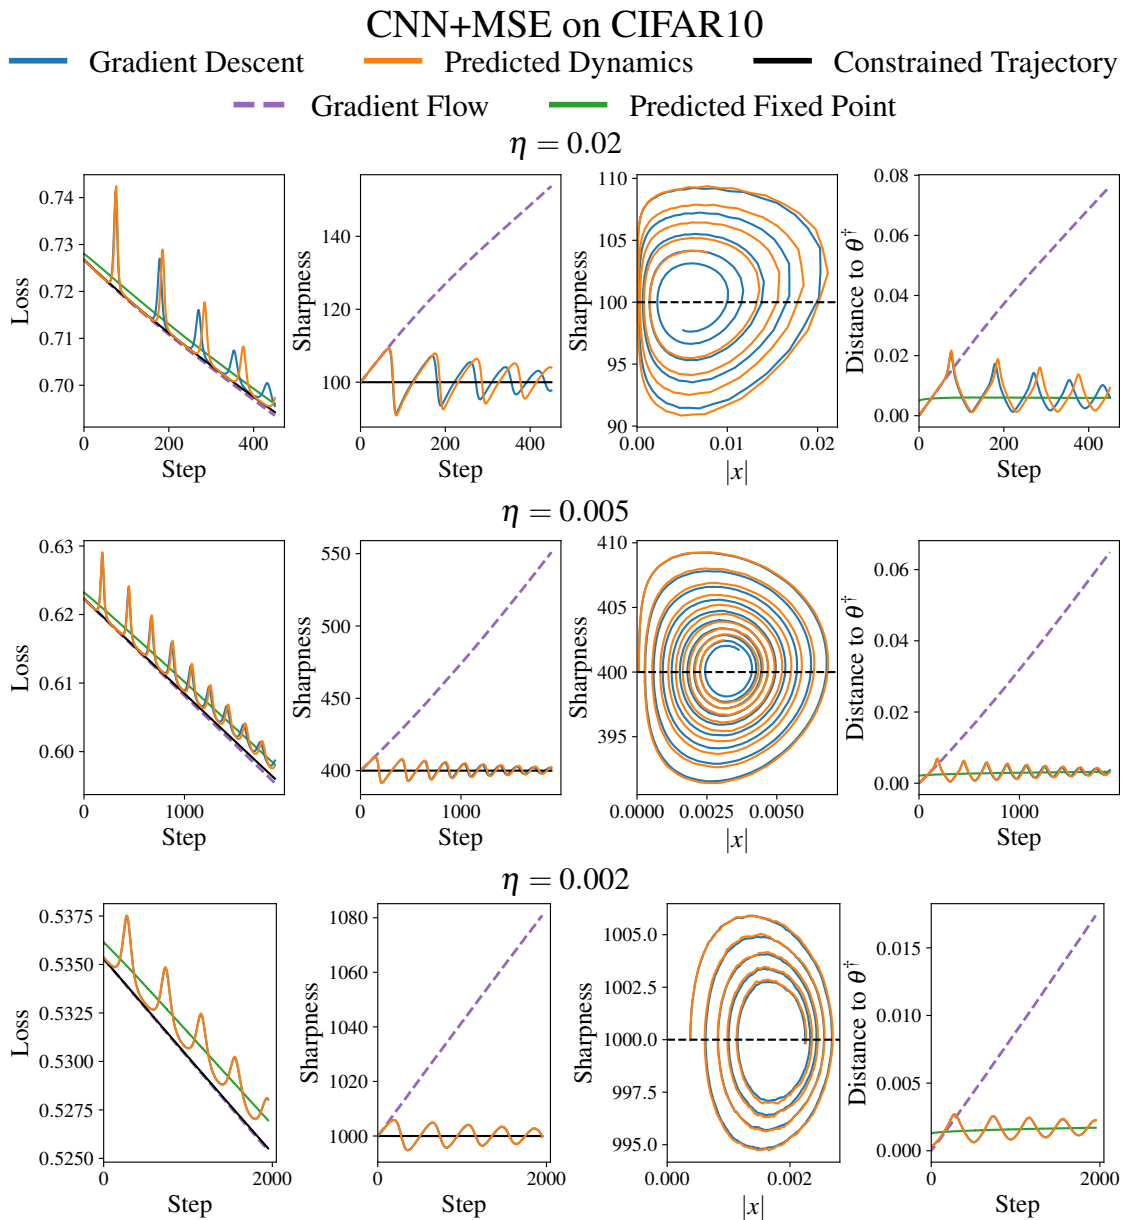 CNN+MSE on CIFAR10
Gradient Descent Predicted Dynamics Constrained Trajectory
Gradient Flow Predicted Fixed Point
η = 0.02
Loss
0.74
0.73
0.72
0.71
0.70
0 200 400
Step
Sharpness
140
120
100
0 200 400
Step
Sharpness
110
105
100
95
90
0.00 0.01 0.02
|x|
Distance to θ†
0.08
0.06
0.04
0.02
0.00
0 200 400
Step
η = 0.005
Loss
0.63
0.62
0.61
0.60
0 1000
Step
Sharpness
550
500
450
400
0 1000
Step
Sharpness
410
405
400
395
0.0000 0.0025 0.0050
|x|
Distance to θ†
0.06
0.04
0.02
0.00
0 1000
Step
η = 0.002
Loss
0.5375
0.5350
0.5325
0.5300
0.5275
0.5250
0 2000
Step
Sharpness
1080
1060
1040
1020
1000
0 2000
Step
Sharpness
1005.0
1002.5
1000.0
997.5
995.0
0.000 0.002
|x|
Distance to θ†
0.015
0.010
0.005
0.000
0 2000
Step